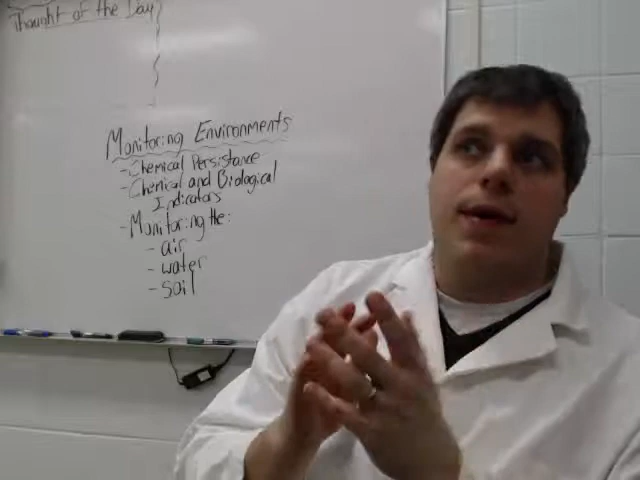 Thought of the Day
Monitoring Environments
- Chemical Persistance
- Chemical and Biological
Indicators
- Monitoring the:
- air
- water
- soil